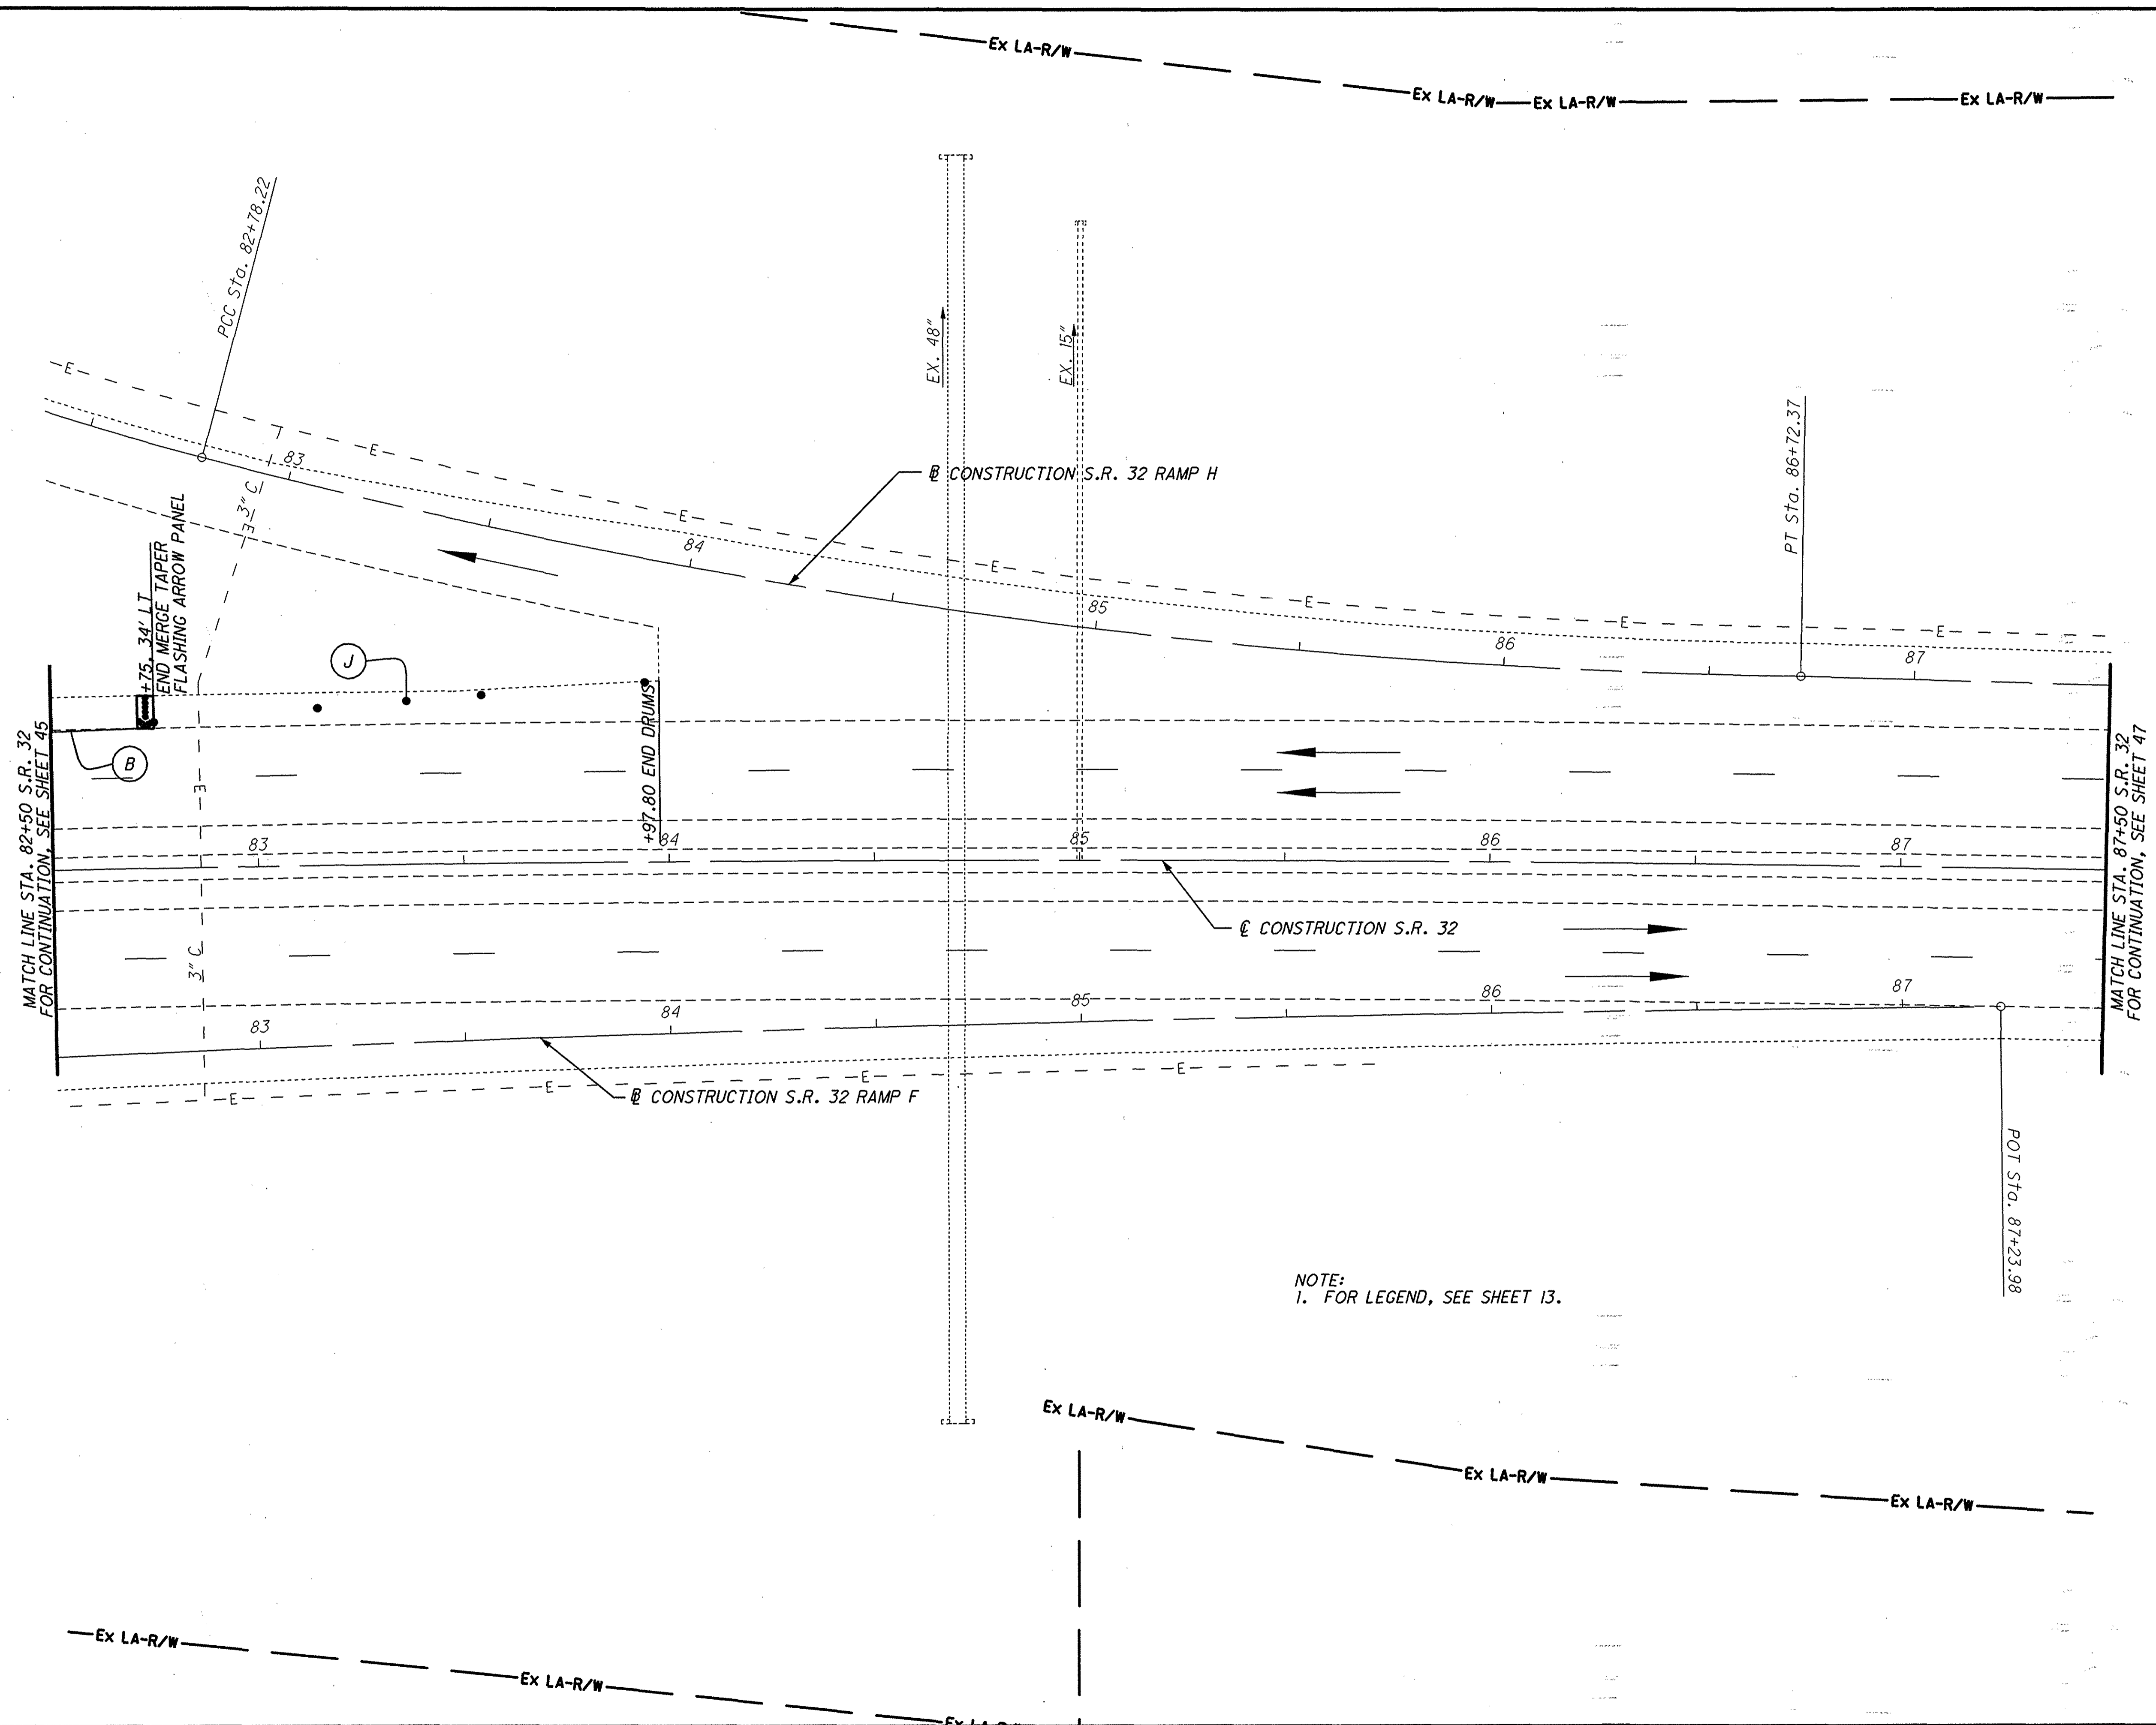 Ex LA-R/W
Ex LA-R/W
Ex LA-R/W
Ex LA-R/W
PCC Sta. 82+78.22
EX. 48"
EX. 15"
PT Sta. 86+72.37
E
E
E
E
E
E
E
83
84
85
86
87
℄ CONSTRUCTION S.R. 32 RAMP H
E 3" C
+75, 34' LT
END MERGE TAPER
FLASHING ARROW PANEL
J
B
E
+97.80 END DRUMS
MATCH LINE STA. 82+50 S.R. 32
FOR CONTINUATION, SEE SHEET 45
MATCH LINE STA. 87+50 S.R. 32
FOR CONTINUATION, SEE SHEET 47
83
84
85
86
87
℄ CONSTRUCTION S.R. 32
3" C
83
84
85
86
87
E
E
E
E
℄ CONSTRUCTION S.R. 32 RAMP F
POT Sta. 87+23.98
NOTE:
1. FOR LEGEND, SEE SHEET 13.
Ex LA-R/W
Ex LA-R/W
Ex LA-R/W
Ex LA-R/W
Ex LA-R/W